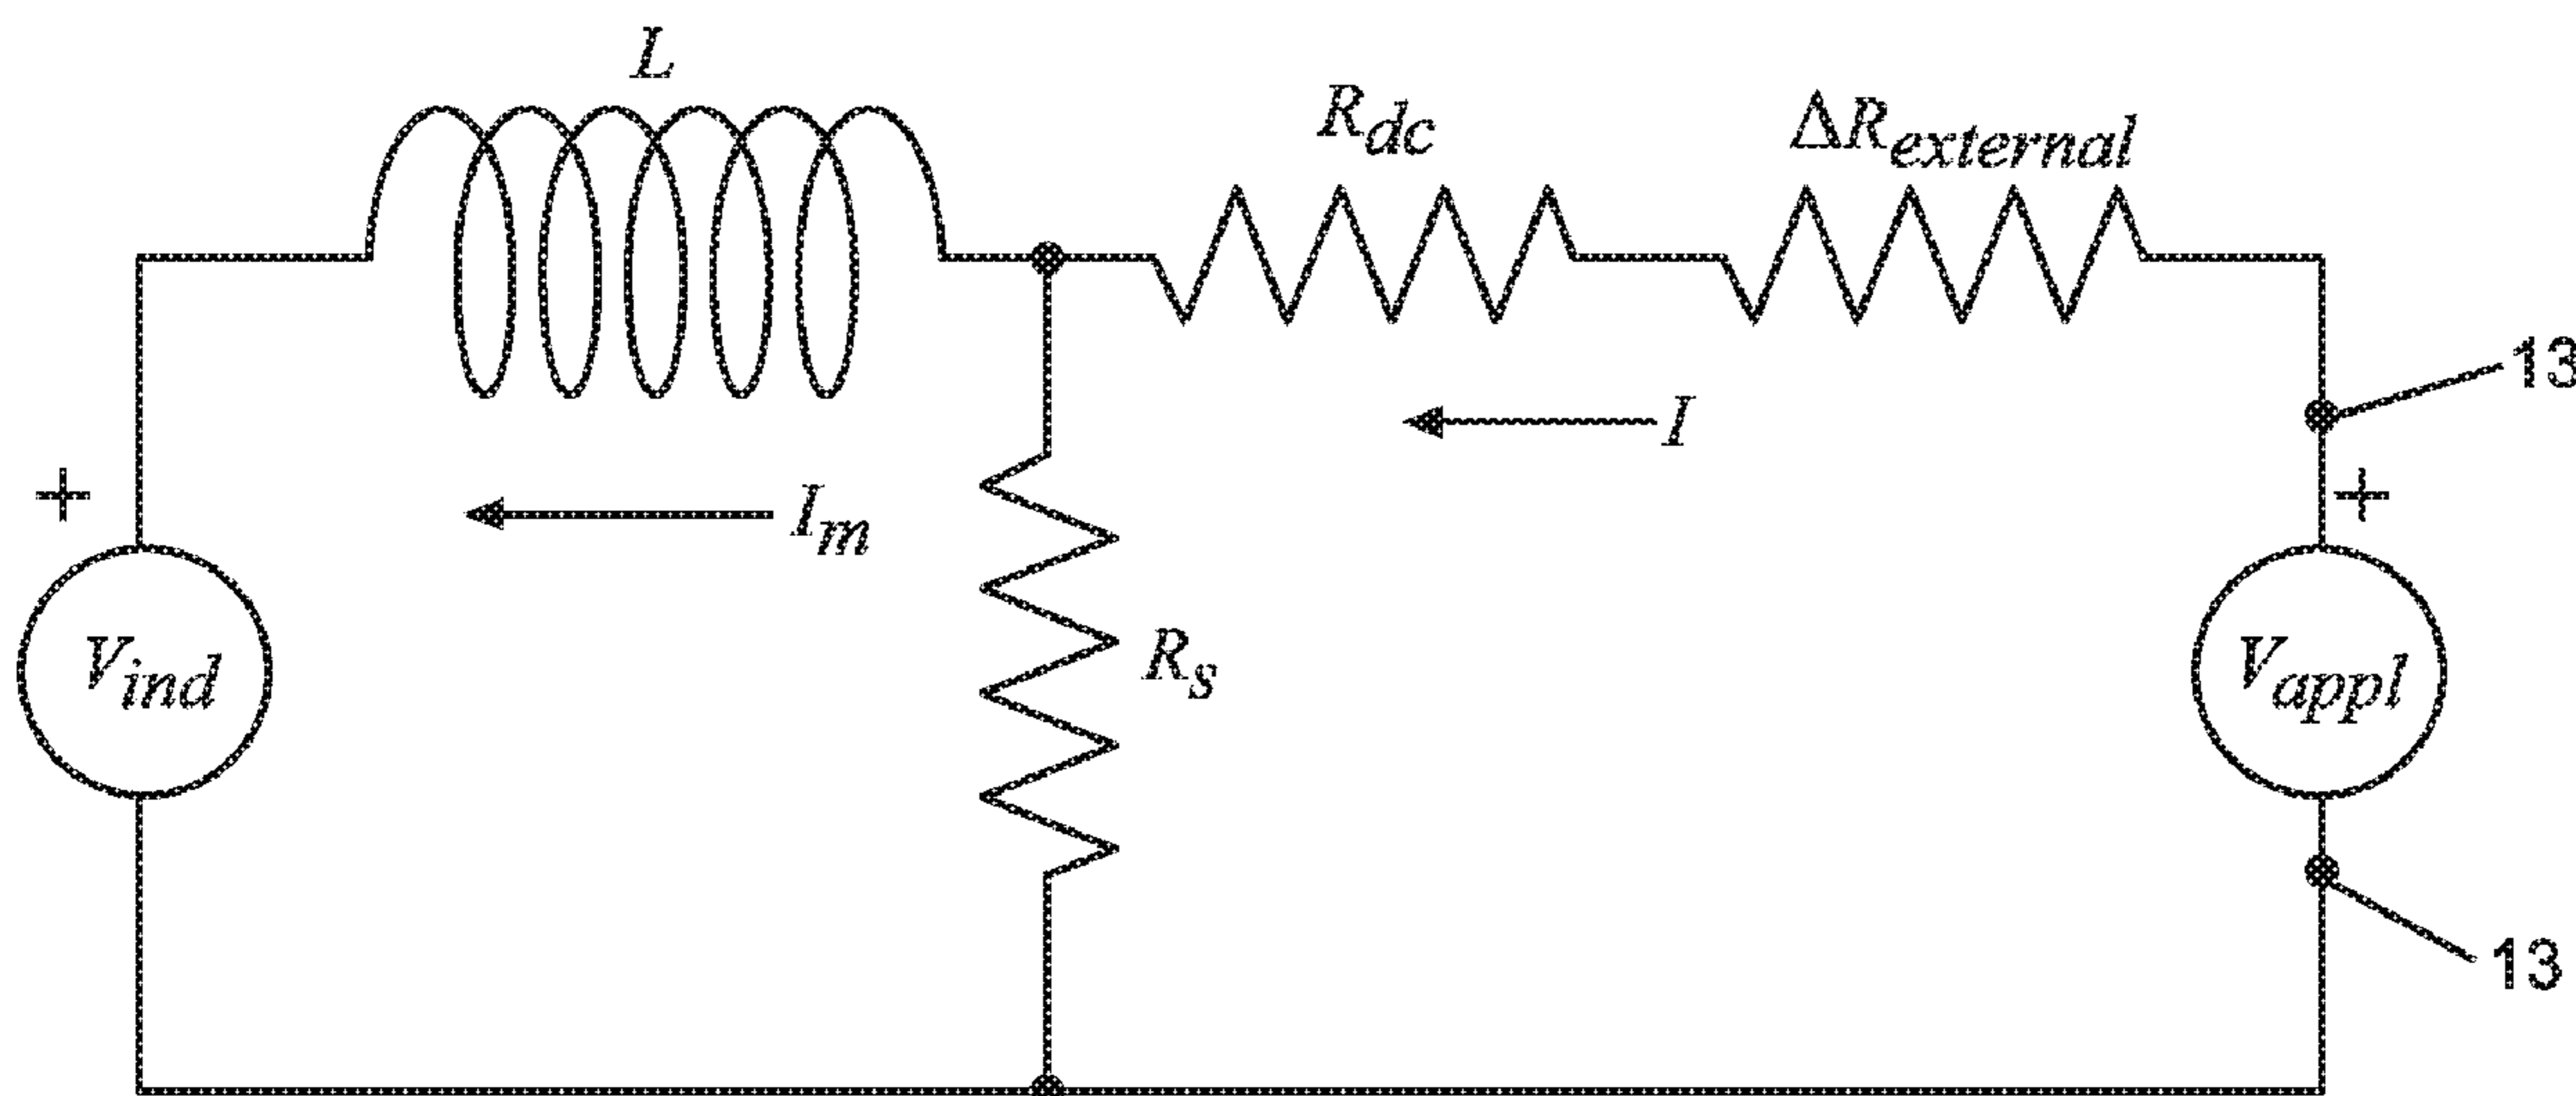 L
R_dc
ΔR_external
13
I
+
I_m
+
V_ind
R_s
V_appl
13